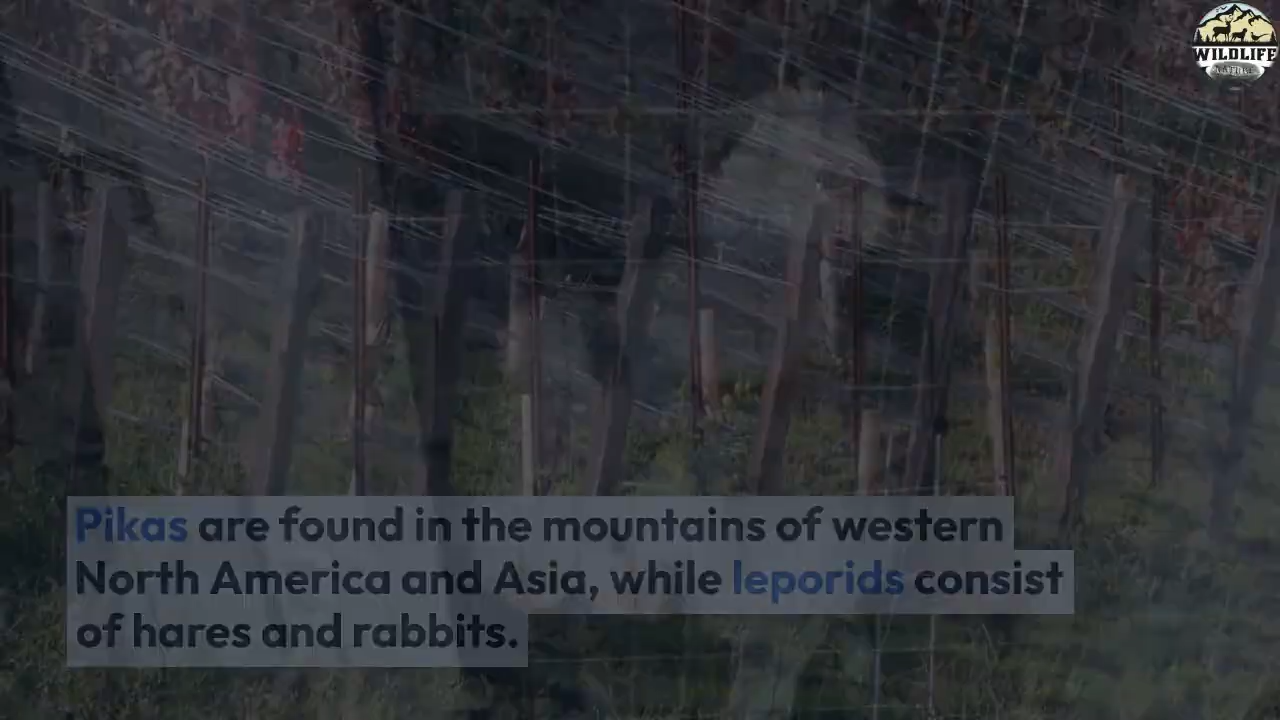 WILDLIFE
NATURE
Pikas are found in the mountains of western
North America and Asia, while leporids consist
of hares and rabbits.